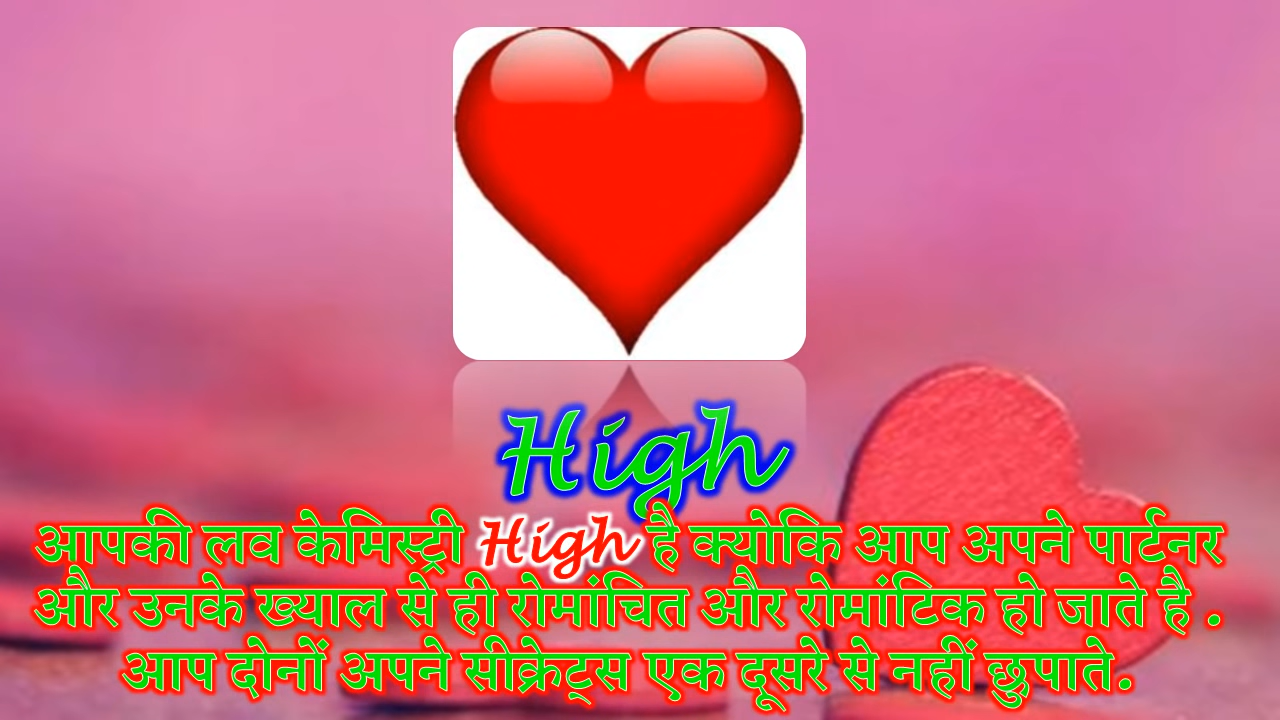 High
आपकी लव केमिस्ट्री High है क्योकि आप अपने पार्टनर
और उनके ख्याल से ही रोमांचित और रोमांटिक हो जाते है .
आप दोनों अपने सीक्रेट्स एक दूसरे से नहीं छुपाते.